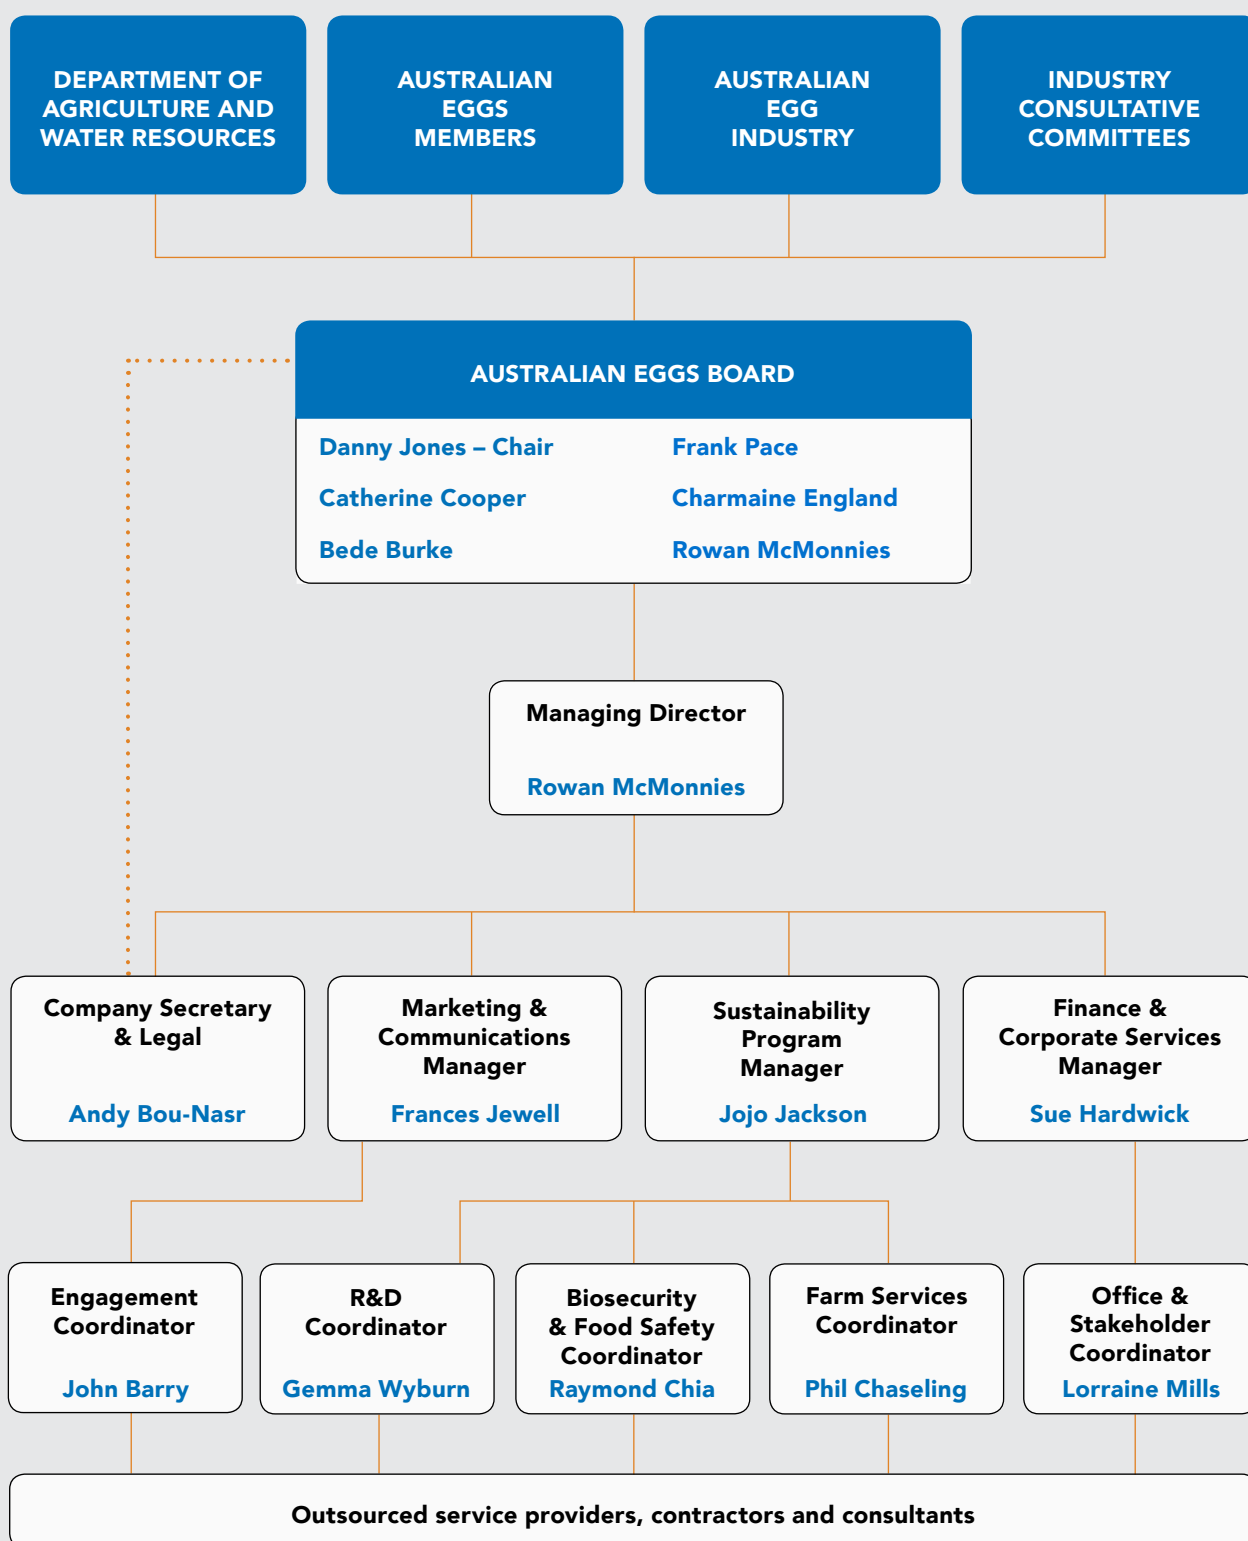 DEPARTMENT OF
AGRICULTURE AND
WATER RESOURCES
AUSTRALIAN
EGGS
MEMBERS
AUSTRALIAN
EGG
INDUSTRY
INDUSTRY
CONSULTATIVE
COMMITTEES
AUSTRALIAN EGGS BOARD
Danny Jones – Chair
Catherine Cooper
Bede Burke
Frank Pace
Charmaine England
Rowan McMonnies
Managing Director
Rowan McMonnies
Company Secretary
& Legal
Andy Bou-Nasr
Marketing &
Communications
Manager
Frances Jewell
Sustainability
Program
Manager
Jojo Jackson
Finance &
Corporate Services
Manager
Sue Hardwick
Engagement
Coordinator
John Barry
R&D
Coordinator
Gemma Wyburn
Biosecurity
& Food Safety
Coordinator
Raymond Chia
Farm Services
Coordinator
Phil Chaseling
Office &
Stakeholder
Coordinator
Lorraine Mills
Outsourced service providers, contractors and consultants